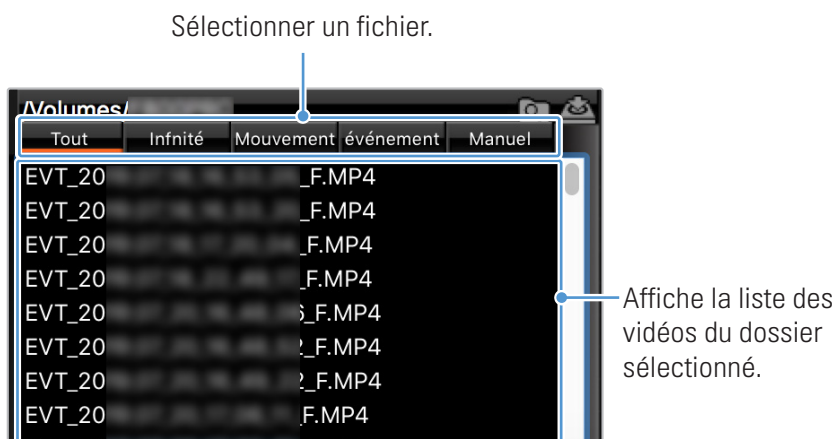 Sélectionner un fichier.
/Volumes/
Tout Infnité Mouvement événement Manuel
EVT_20 _F.MP4
EVT_20 _F.MP4
EVT_20 _F.MP4
EVT_20 _F.MP4
EVT_20 _F.MP4
EVT_20 _F.MP4
EVT_20 _F.MP4
EVT_20 _F.MP4
Affiche la liste des
vidéos du dossier
sélectionné.